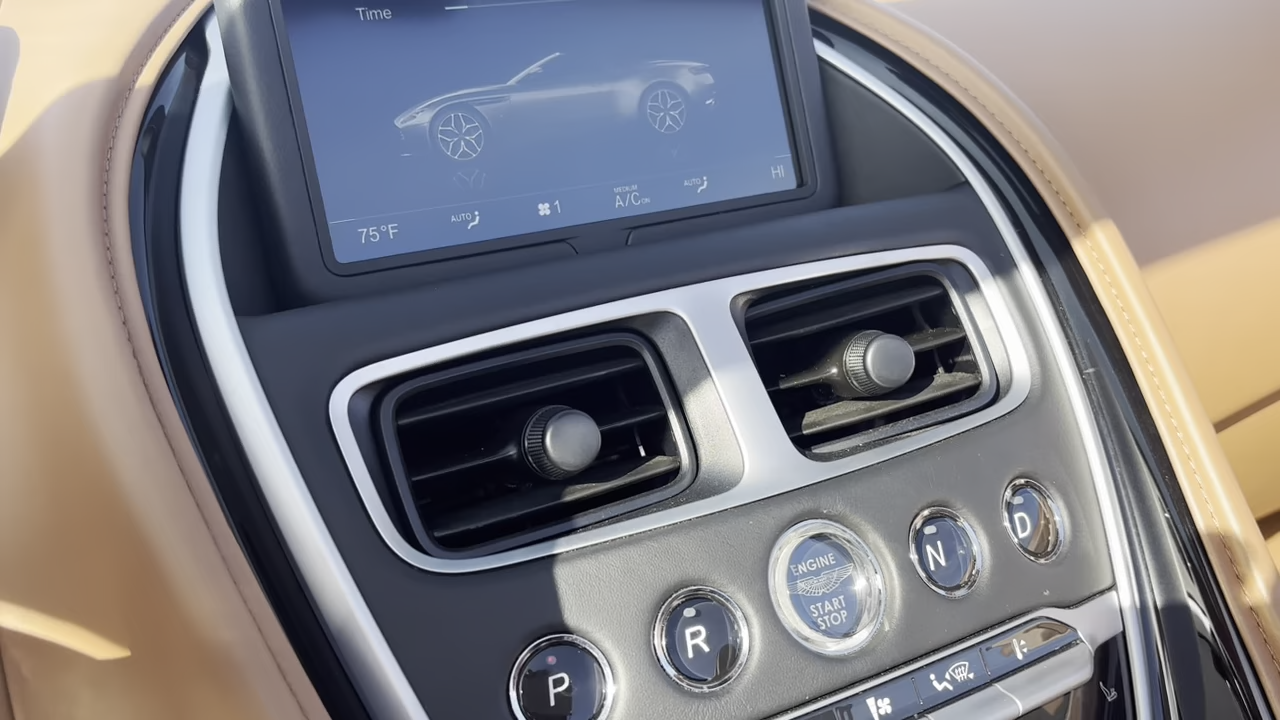 Time
75°F
AUTO
1
MEDIUM
A/C ON
AUTO
HI
ENGINE
START
STOP
P
R
N
D